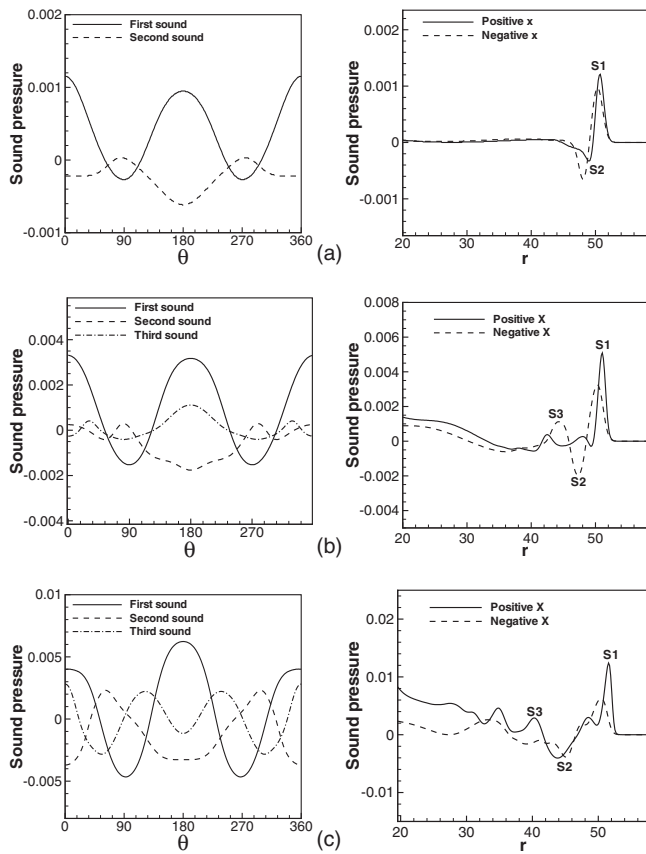 First sound
Second sound
0.002
0.001
0
-0.001
0
90
180
270
360
Sound pressure
θ
Positive x
Negative x
S1
S2
0.002
0.001
0
-0.001
20
30
40
50
Sound pressure
r
(a)
First sound
Second sound
Third sound
0.004
0.002
0
-0.002
-0.004
0
90
180
270
Sound pressure
θ
Positive X
Negative X
S1
S3
S2
0.008
0.006
0.004
0.002
0
-0.002
-0.004
20
30
40
50
Sound pressure
r
(b)
First sound
Second sound
Third sound
0.01
0.005
0
-0.005
0
90
180
270
360
Sound pressure
θ
Positive X
Negative X
S1
S3
S2
0.02
0.01
0
-0.01
20
30
40
50
Sound pressure
r
(c)